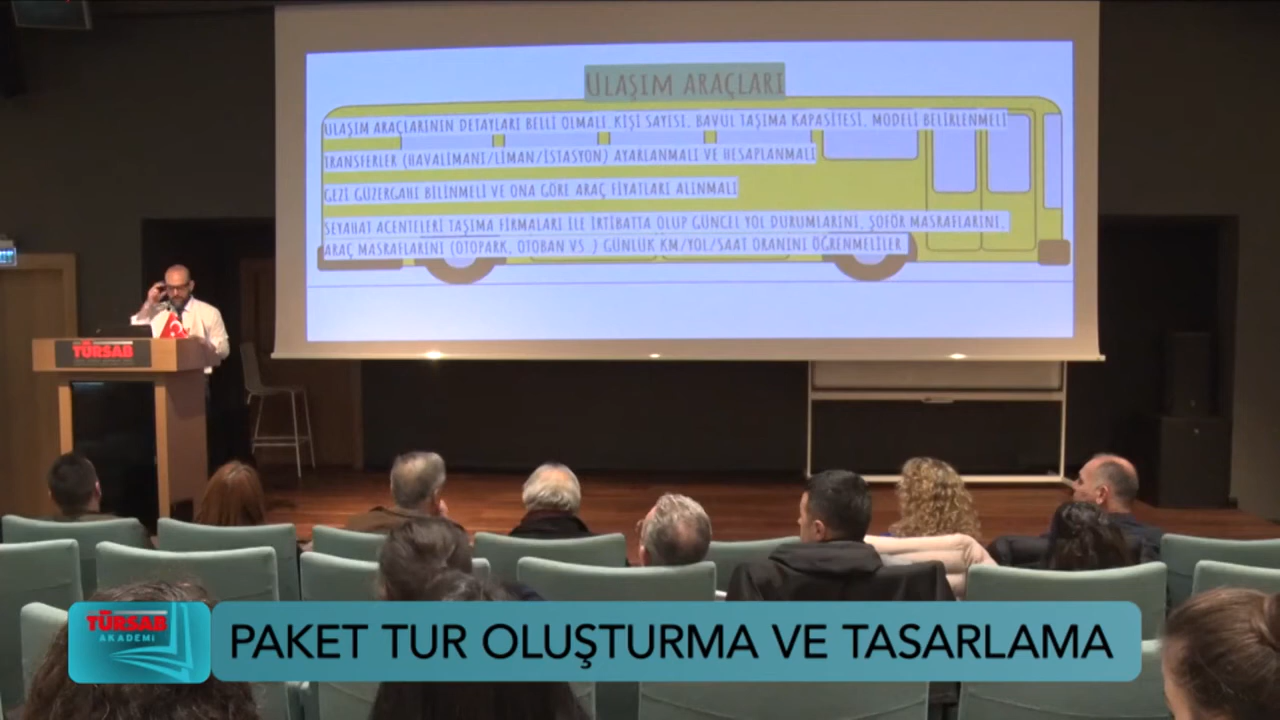 ULAŞIM ARAÇLARI
ULAŞIM ARAÇLARININ DETAYLARI BELLİ OLMALI. KİŞİ SAYISI, BAVUL TAŞIMA KAPASİTESİ, MODELİ BELİRLENMELİ
TRANSFERLER (HAVALİMANI/LİMAN/İSTASYON) AYARLANMALI VE HESAPLANMALI
GEZİ GÜZERGAHI BİLİNMELİ VE ONA GÖRE ARAÇ FİYATLARI ALINMALI
SEYAHAT ACENTELERİ TAŞIMA FİRMALARI İLE İRTİBATTA OLUP GÜNCEL YOL DURUMLARINI, ŞOFÖR MASRAFLARINI,
ARAÇ MASRAFLARINI (OTOPARK, OTOBAN VS.) GÜNLÜK KM/YOL/SAAT ORANINI ÖĞRENMELİLER
TÜRSAB
TÜRSAB
AKADEMİ
PAKET TUR OLUŞTURMA VE TASARLAMA